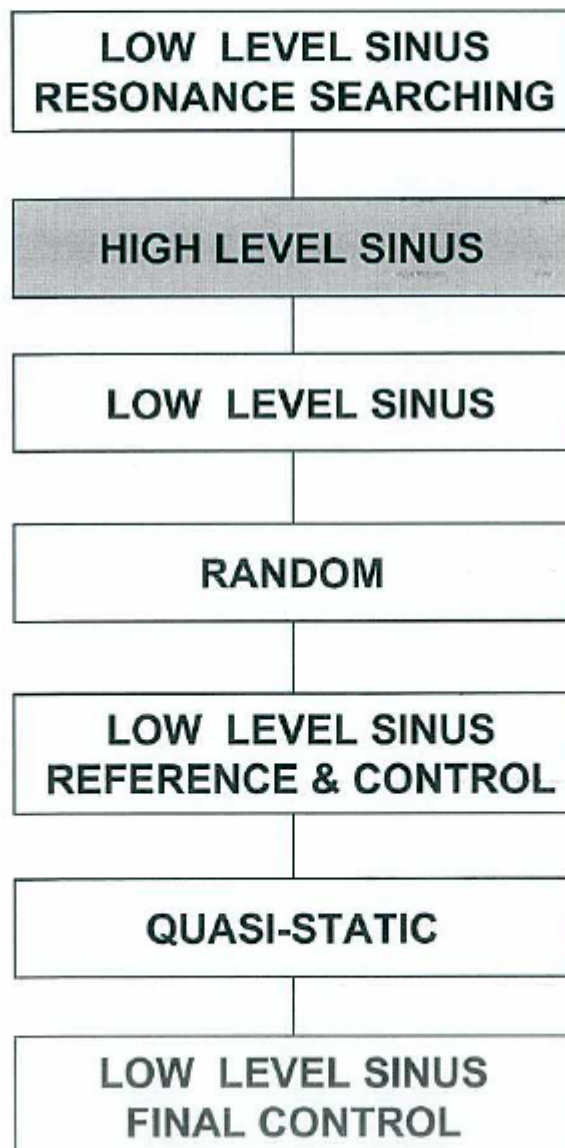 LOW LEVEL SINUS
RESONANCE SEARCHING
HIGH LEVEL SINUS
LOW LEVEL SINUS
RANDOM
LOW LEVEL SINUS
REFERENCE & CONTROL
QUASI-STATIC
LOW LEVEL SINUS
FINAL CONTROL